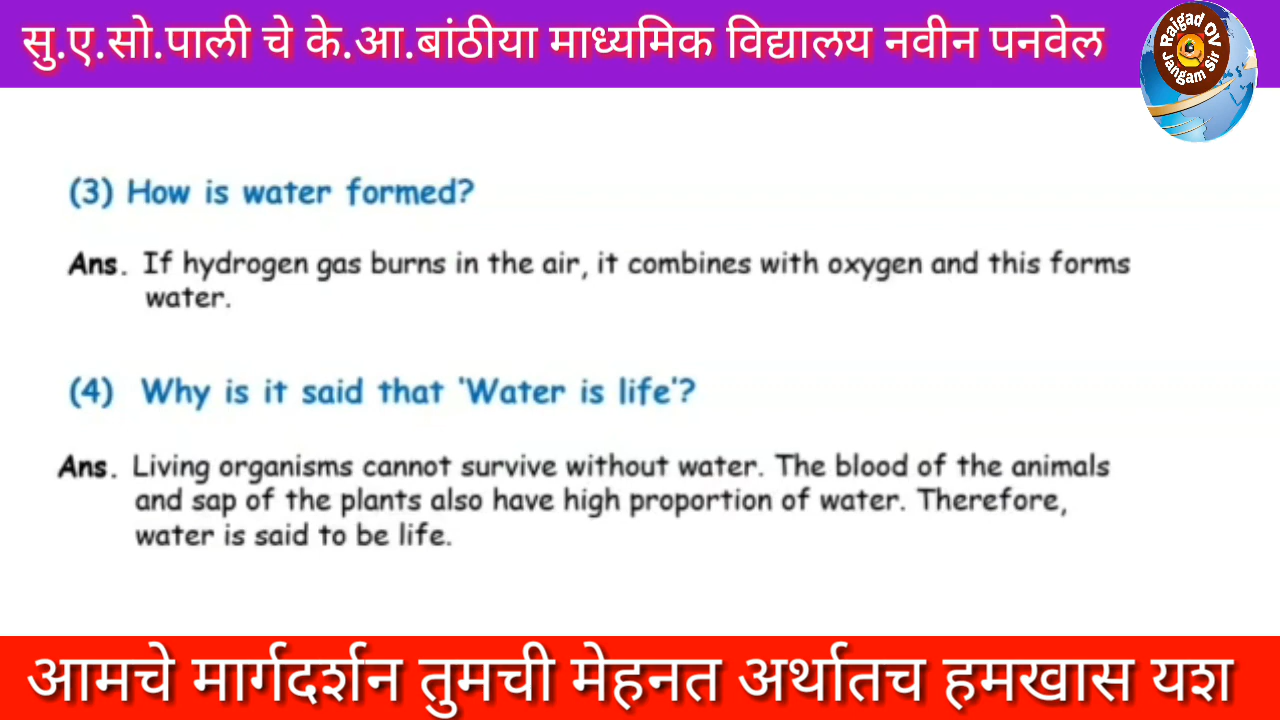 सु.ए.सो.पाली चे के.आ.बांठीया माध्यमिक विद्यालय नवीन पनवेल
Raigad OV
Jangam Sir
(3) How is water formed?
Ans. If hydrogen gas burns in the air, it combines with oxygen and this forms
water.
(4) Why is it said that 'Water is life'?
Ans. Living organisms cannot survive without water. The blood of the animals
and sap of the plants also have high proportion of water. Therefore,
water is said to be life.
आमचे मार्गदर्शन तुमची मेहनत अर्थातच हमखास यश